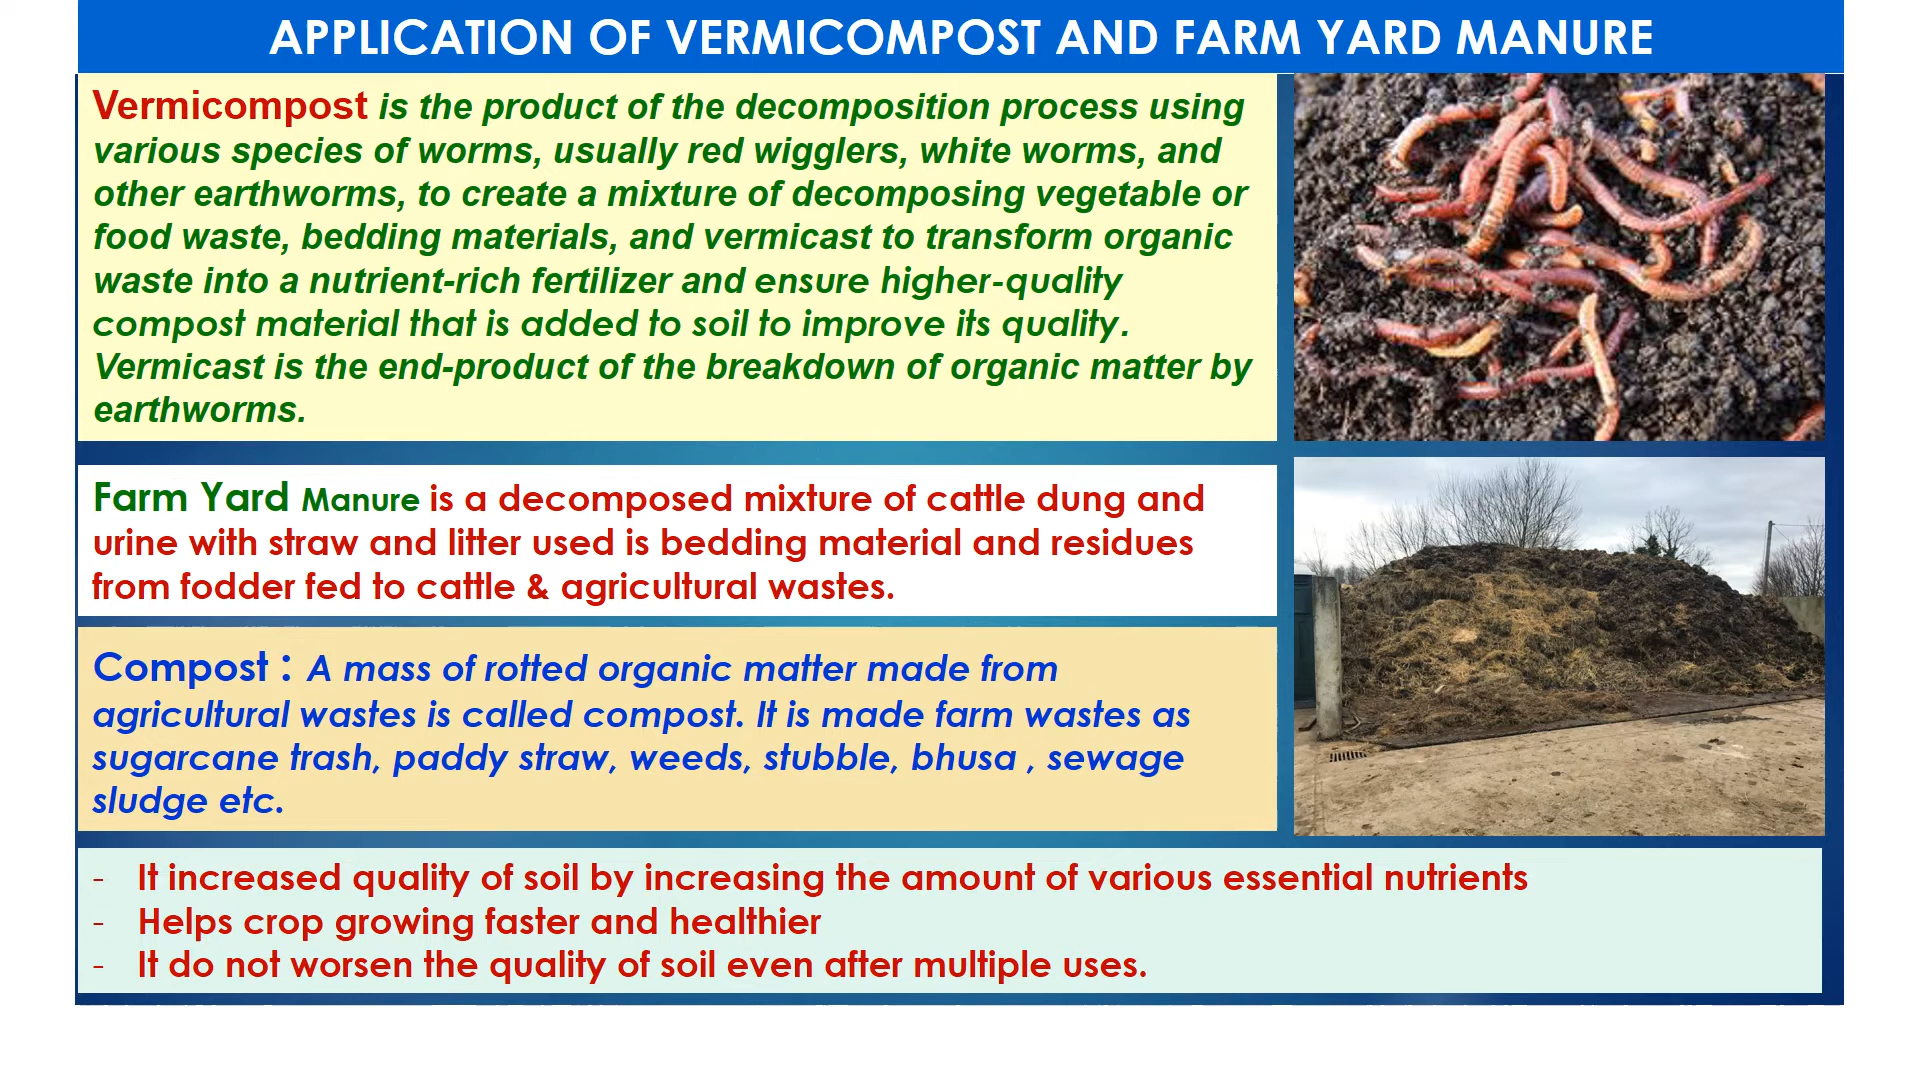 APPLICATION OF VERMICOMPOST AND FARM YARD MANURE
Vermicompost is the product of the decomposition process using
various species of worms, usually red wigglers, white worms, and
other earthworms, to create a mixture of decomposing vegetable or
food waste, bedding materials, and vermicast to transform organic
waste into a nutrient-rich fertilizer and ensure higher-quality
compost material that is added to soil to improve its quality.
Vermicast is the end-product of the breakdown of organic matter by
earthworms.
Farm Yard Manure is a decomposed mixture of cattle dung and
urine with straw and litter used is bedding material and residues
from fodder fed to cattle & agricultural wastes.
Compost : A mass of rotted organic matter made from
agricultural wastes is called compost. It is made farm wastes as
sugarcane trash, paddy straw, weeds, stubble, bhusa , sewage
sludge etc.
- It increased quality of soil by increasing the amount of various essential nutrients
- Helps crop growing faster and healthier
- It do not worsen the quality of soil even after multiple uses.